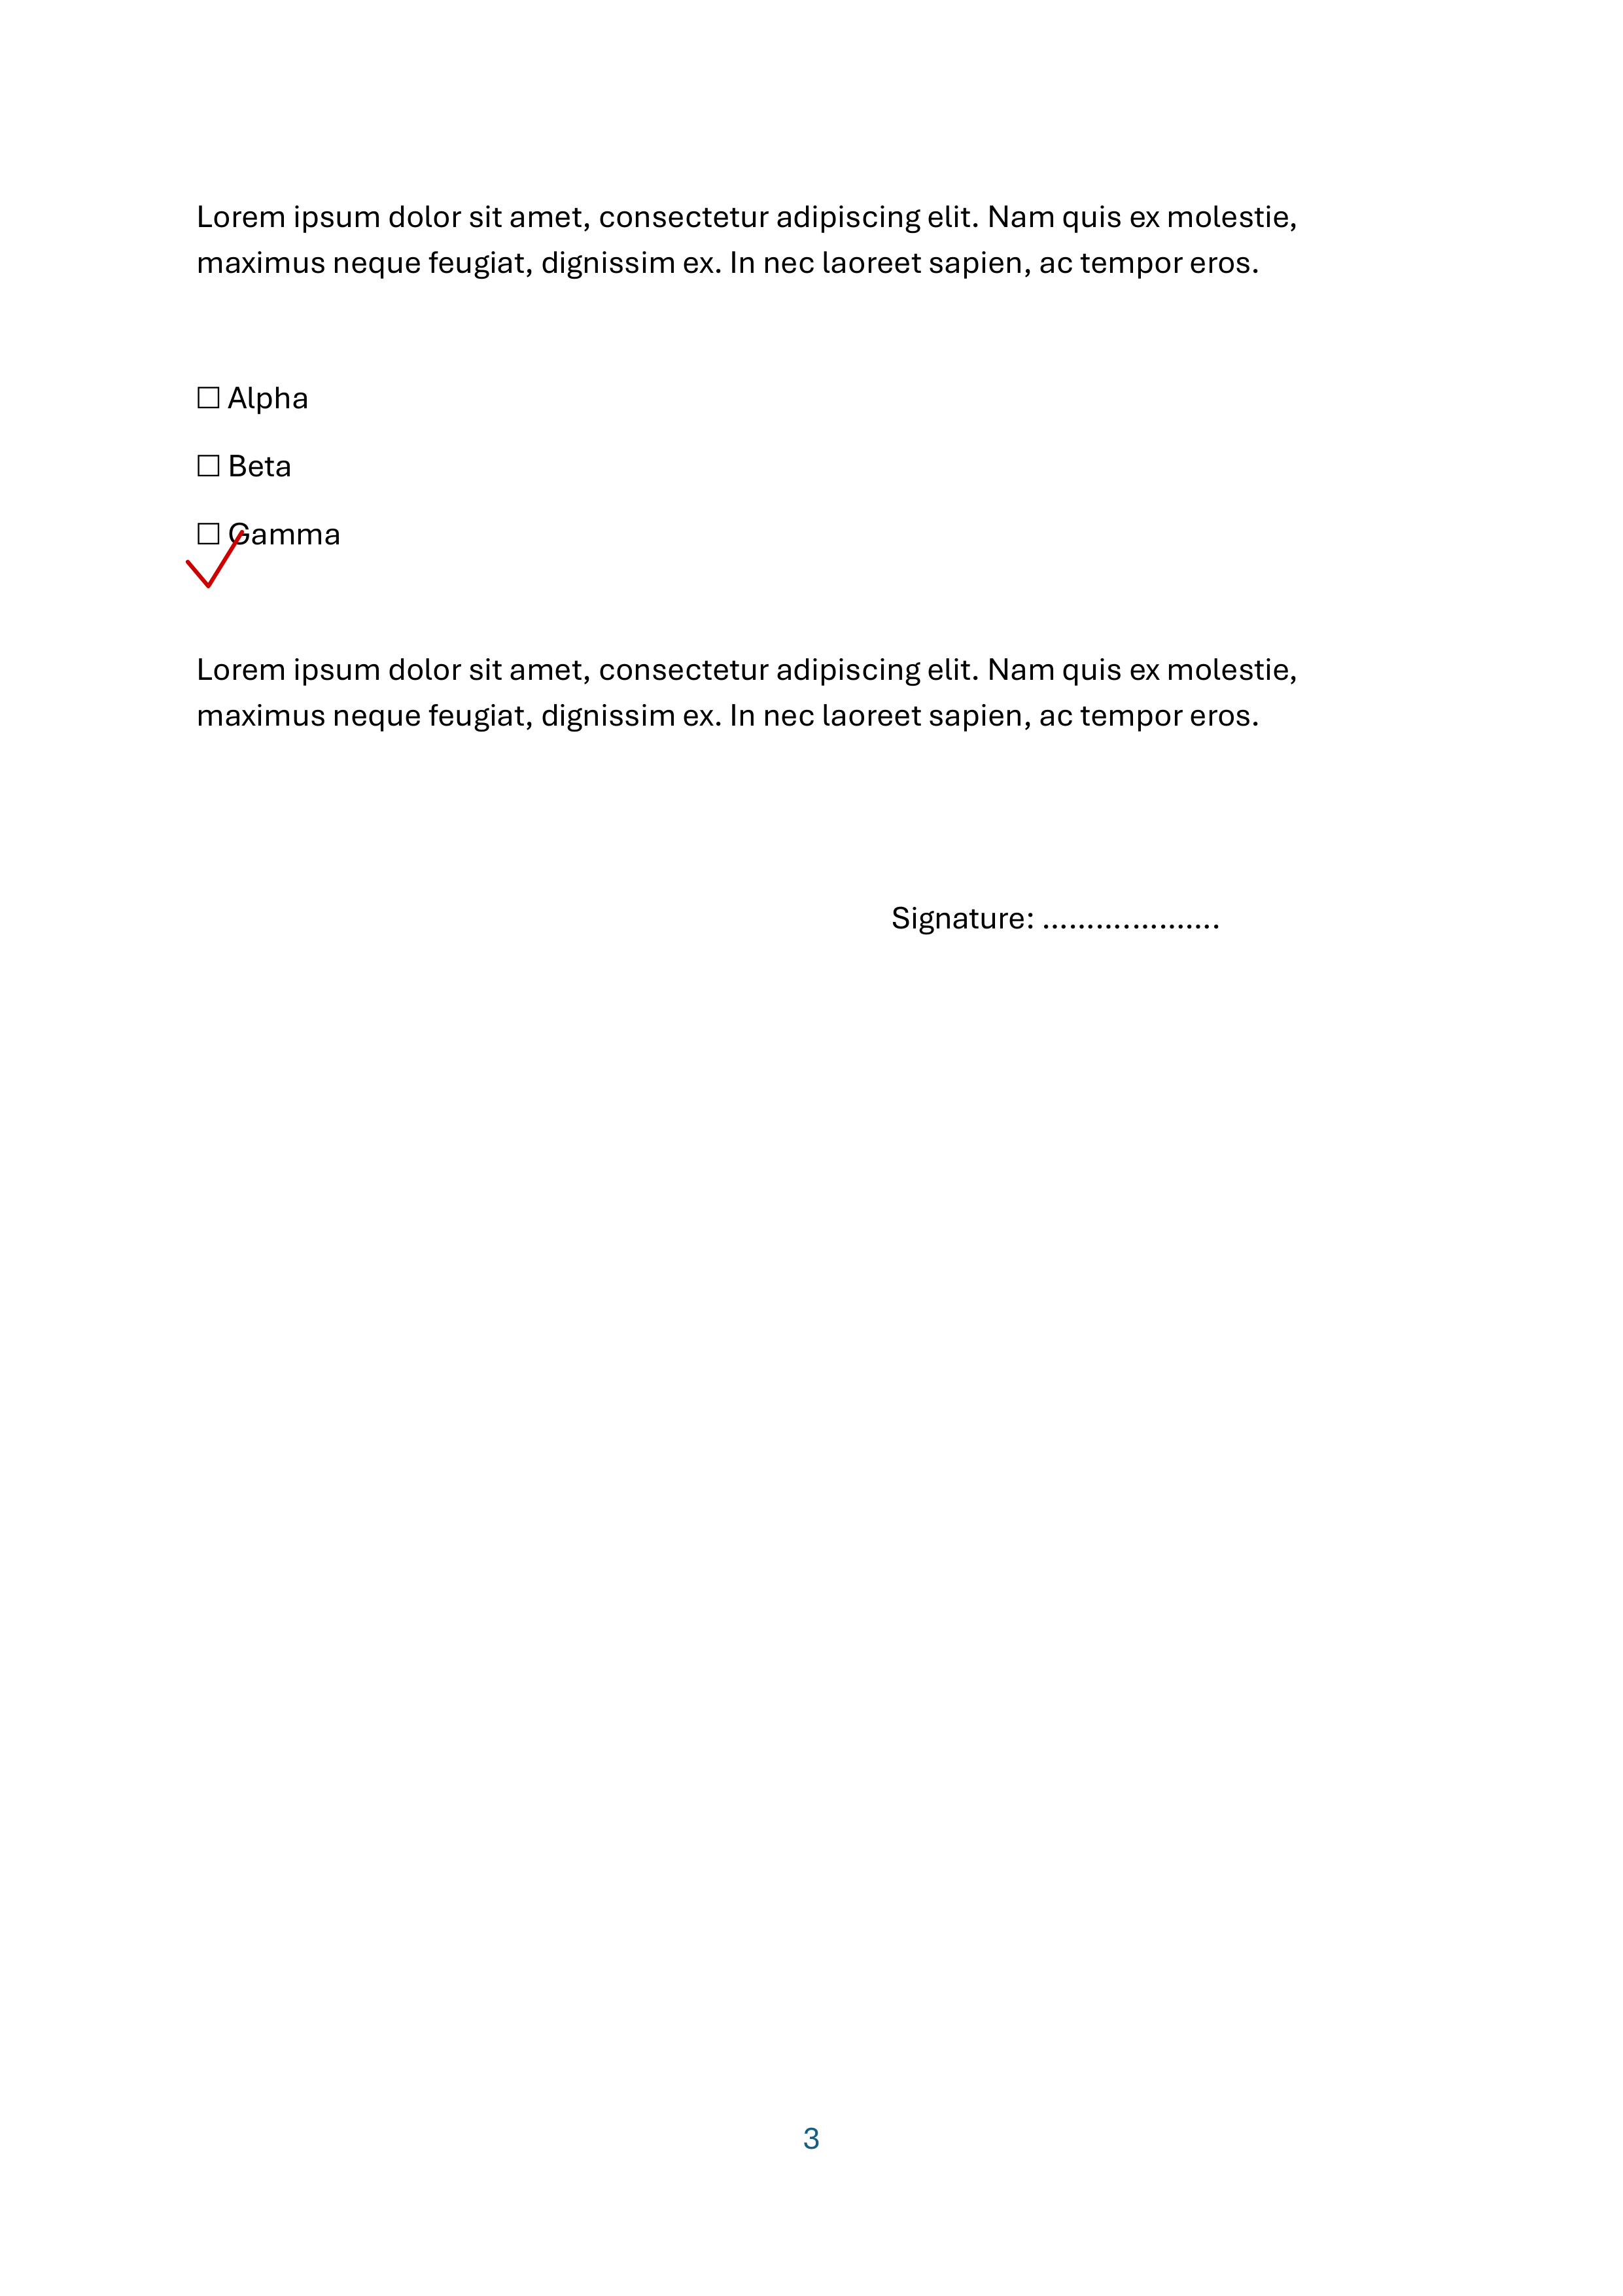 Lorem ipsum dolor sit amet, consectetur adipiscing elit. Nam quis ex molestie,
maximus neque feugiat, dignissim ex. In nec laoreet sapien, ac tempor eros.
☐ Alpha
☐ Beta
☐ Gamma
Lorem ipsum dolor sit amet, consectetur adipiscing elit. Nam quis ex molestie,
maximus neque feugiat, dignissim ex. In nec laoreet sapien, ac tempor eros.
Signature: ....................
3